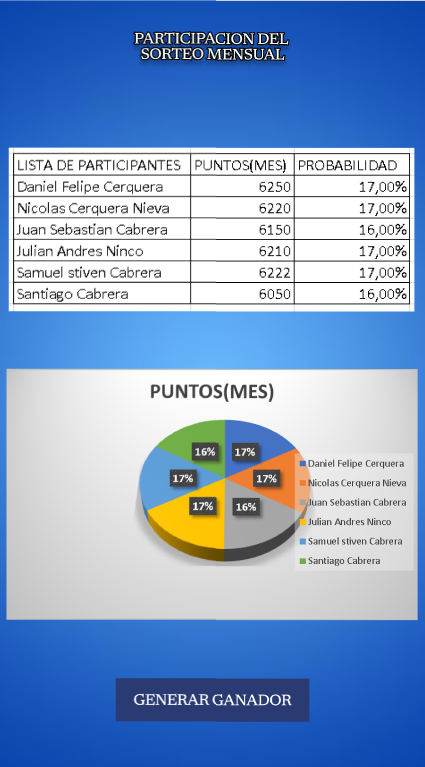 PARTICIPACION DEL
SORTEO MENSUAL
LISTA DE PARTICIPANTES PUNTOS(MES) PROBABILIDAD
Daniel Felipe Cerquera 6250 17,00%
Nicolas Cerquera Nieva 6220 17,00%
Juan Sebastian Cabrera 6150 16,00%
Julian Andres Ninco 6210 17,00%
Samuel stiven Cabrera 6222 17,00%
Santiago Cabrera 6050 16,00%
PUNTOS(MES)
16% 17%
17% 17%
17% 16%
Daniel Felipe Cerquera
Nicolas Cerquera Nieva
Juan Sebastian Cabrera
Julian Andres Ninco
Samuel stiven Cabrera
Santiago Cabrera
GENERAR GANADOR